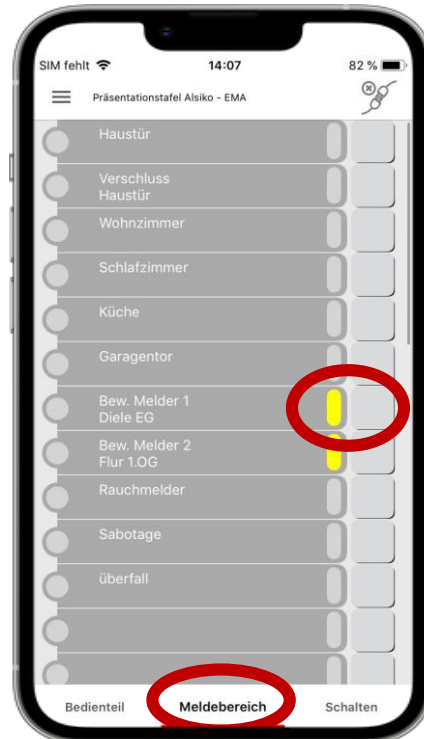 SIM fehlt 14:07 82 %
Präsentationstafel Alsiko - EMA
Haustür
Verschluss
Haustür
Wohnzimmer
Schlafzimmer
Küche
Garagentor
Bew. Melder 1
Diele EG
Bew. Melder 2
Flur 1.OG
Rauchmelder
Sabotage
überfall
Bedienteil Meldebereich Schalten